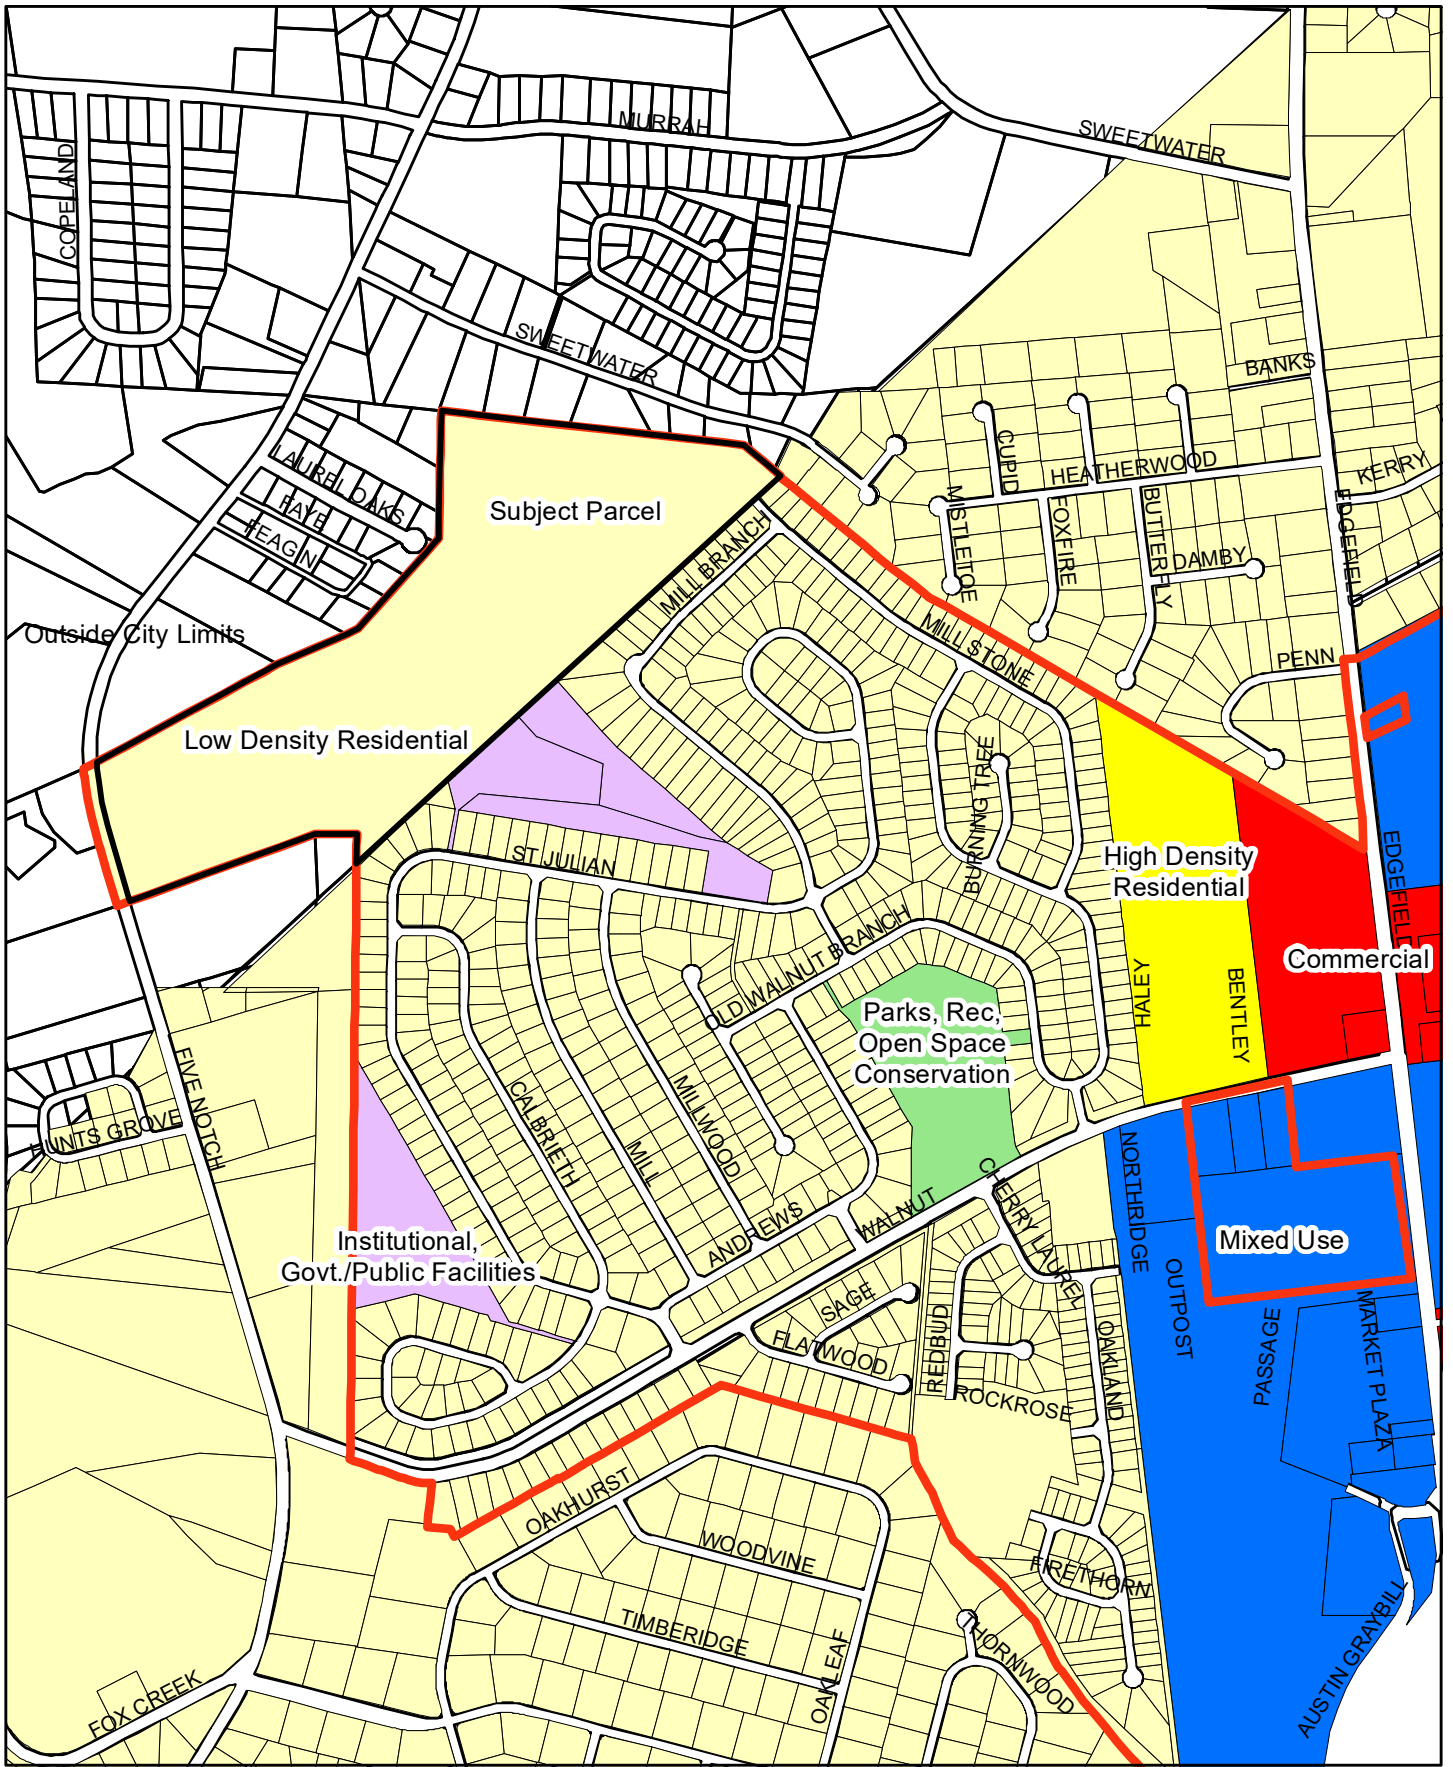 MURRAH
SWEETWATER
COPELAND
SWEETWATER
BANKS
CUPID
HEATHERWOOD
KERRY
LAUREL OAKS
FAYE
FEAGIN
Subject Parcel
MISTLETOE
FOXFIRE
BUTTERFLY
DAMBY
EDGEFIELD
MILL BRANCH
Outside City Limits
MILL STONE
PENN
Low Density Residential
BURNING TREE
ST JULIAN
High Density
Residential
EDGEFIELD
OLD WALNUT BRANCH
HALEY
BENTLEY
Commercial
Parks, Rec,
Open Space
Conservation
FIVE NOTCH
HUNTS GROVE
CALBRIETH
MILL
MILLWOOD
ANDREWS
WALNUT
CHERRY LAUREL
NORTHRIDGE
Mixed Use
Institutional,
Govt./Public Facilities
OUTPOST
PASSAGE
MARKET PLAZA
SAGE
FLATWOOD
REDBUD
ROCKROSE
OAKLAND
OAKHURST
WOODVINE
FIRETHORN
TIMBERIDGE
OAKLEAF
THORNWOOD
AUSTIN GRAYBILL
FOX CREEK